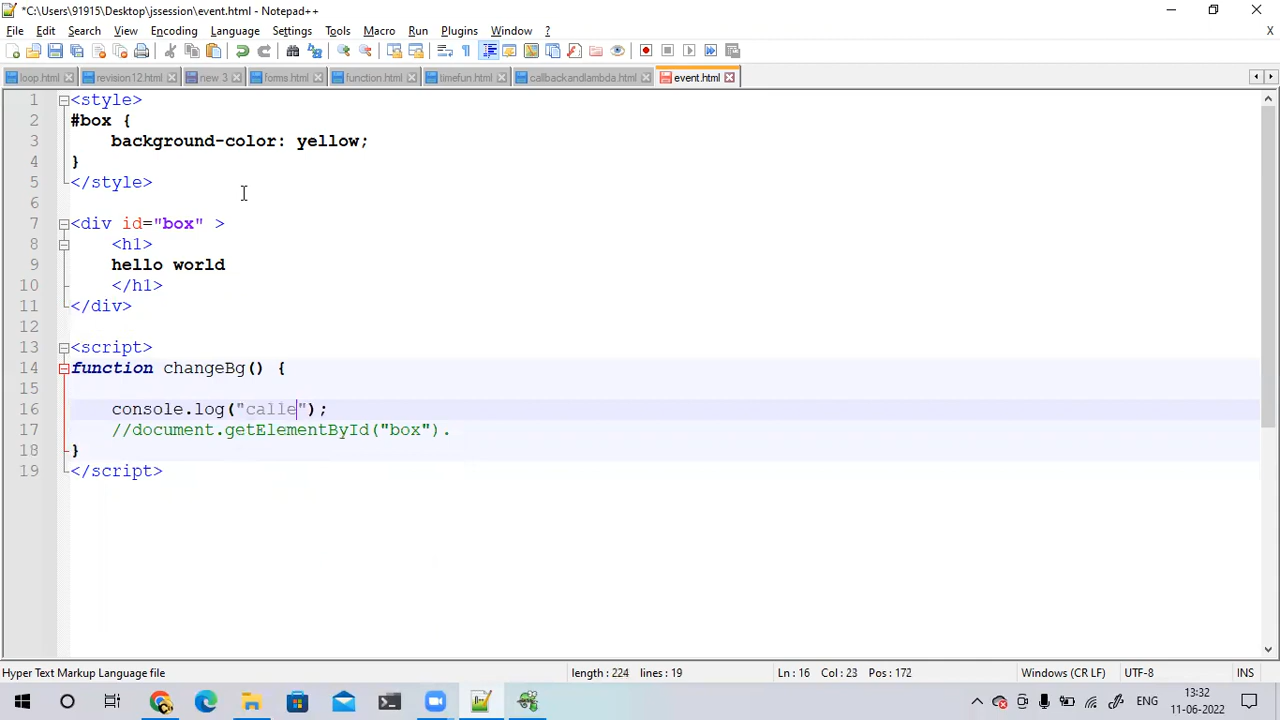 *C:\Users\91915\Desktop\jssession\event.html - Notepad++
File Edit Search View Encoding Language Settings Tools Macro Run Plugins Window ? X
loop.html revision12.html new 3 forms.html function.html timefun.html callbackandlambda.html event.html
1 <style>
2 #box {
3 background-color: yellow;
4 }
5 </style>
6
7 <div id="box" >
8 <h1>
9 hello world
10 </h1>
11 </div>
12
13 <script>
14 function changeBg() {
15
16 console.log("calle");
17 //document.getElementById("box").
18 }
19 </script>
Hyper Text Markup Language file length : 224 lines : 19 Ln : 16 Col : 23 Pos : 172 Windows (CR LF) UTF-8 INS
ENG 13:32
11-06-2022